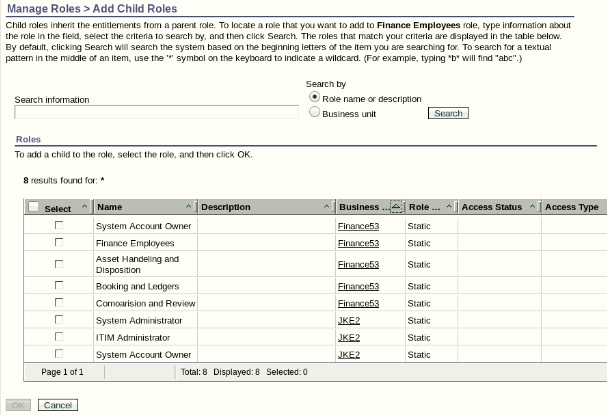 Manage Roles > Add Child Roles
Child roles inherit the entitlements from a parent role. To locate a role that you want to add to Finance Employees role, type information about
the role in the field, select the criteria to search by, and then click Search. The roles that match your criteria are displayed in the table below.
By default, clicking Search will search the system based on the beginning letters of the item you are searching for. To search for a textual
pattern in the middle of an item, use the '*' symbol on the keyboard to indicate a wildcard. (For example, typing *b* will find "abc".)
Search by
Search information
Role name or description
Business unit
Search
Roles
To add a child to the role, select the role, and then click OK.
8 results found for: *
Select Name Description Business ... Role ... Access Status Access Type
System Account Owner Finance53 Static
Finance Employees Finance53 Static
Asset Handeling and
Disposition Finance53 Static
Booking and Ledgers Finance53 Static
Comoarision and Review Finance53 Static
System Administrator JKE2 Static
ITIM Administrator JKE2 Static
System Account Owner JKE2 Static
Page 1 of 1 Total: 8 Displayed: 8 Selected: 0
OK Cancel